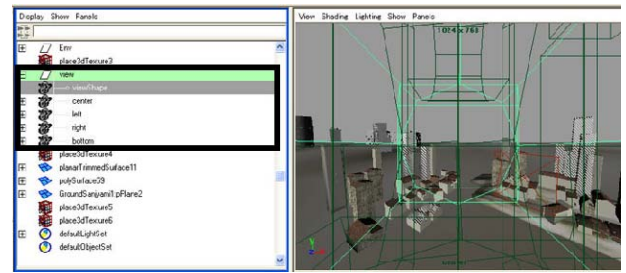 Display Show Panels
Env
place3dTexture3
view
viewShape
center
left
right
bottom
place3dTexture4
planarTrimmedSurface11
polySurface39
GroundSanjyani1:pPlane2
place3dTexture5
place3dTexture6
defaultLightSet
defaultObjectSet
View Shading Lighting Show Panels
1024 x 768